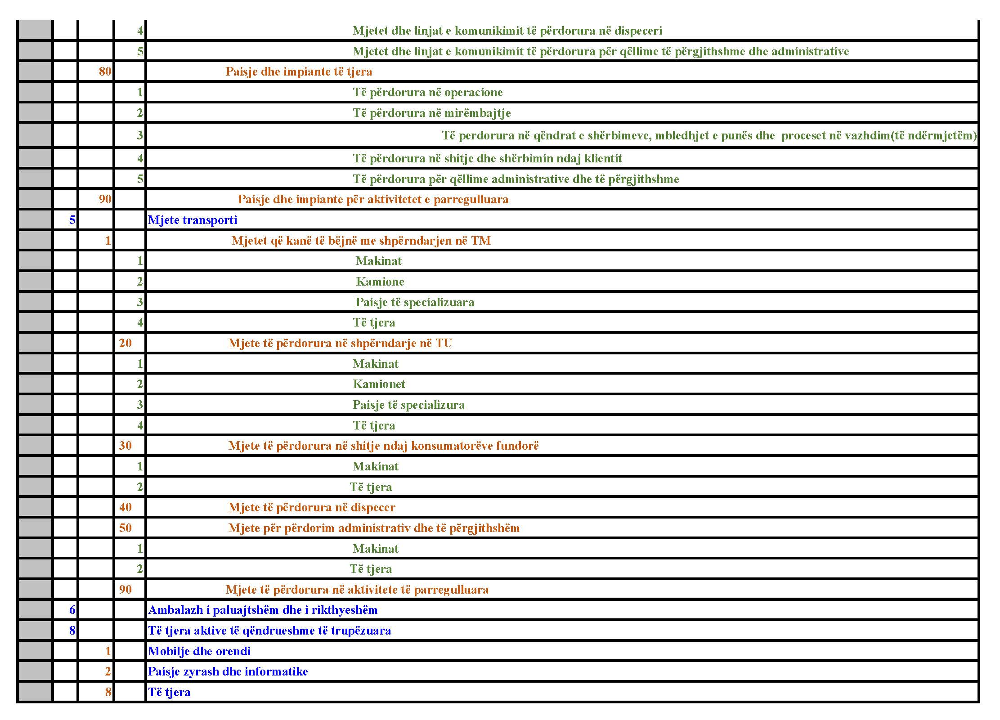 4 Mjetet dhe linjat e komunikimit të përdorura në dispeceri
5 Mjetet dhe linjat e komunikimit të përdorura për qëllime të përgjithshme dhe administrative
80 Paisje dhe impiante të tjera
1 Të përdorura në operacione
2 Të përdorura në mirëmbajtje
3 Të perdorura në qëndrat e shërbimeve, mbledhjet e punës dhe  proceset në vazhdim(të ndërmjetëm)
4 Të përdorura në shitje dhe shërbimin ndaj klientit
5 Të përdorura për qëllime administrative dhe të përgjithshme
90 Paisje dhe impiante për aktivitetet e parregulluara
5 Mjete transporti
1 Mjetet që kanë të bëjnë me shpërndarjen në TM
1 Makinat
2 Kamione
3 Paisje të specializuara
4 Të tjera
20 Mjete të përdorura në shpërndarje në TU
1 Makinat
2 Kamionet
3 Paisje të specializura
4 Të tjera
30 Mjete të përdorura në shitje ndaj konsumatorëve fundorë
1 Makinat
2 Të tjera
40 Mjete të përdorura në dispecer
50 Mjete për përdorim administrativ dhe të përgjithshëm
1 Makinat
2 Të tjera
90 Mjete të përdorura në aktivitete të parregulluara
6 Ambalazh i paluajtshëm dhe i rikthyeshëm
8 Të tjera aktive të qëndrueshme të trupëzuara
1 Mobilje dhe orendi
2 Paisje zyrash dhe informatike
8 Të tjera